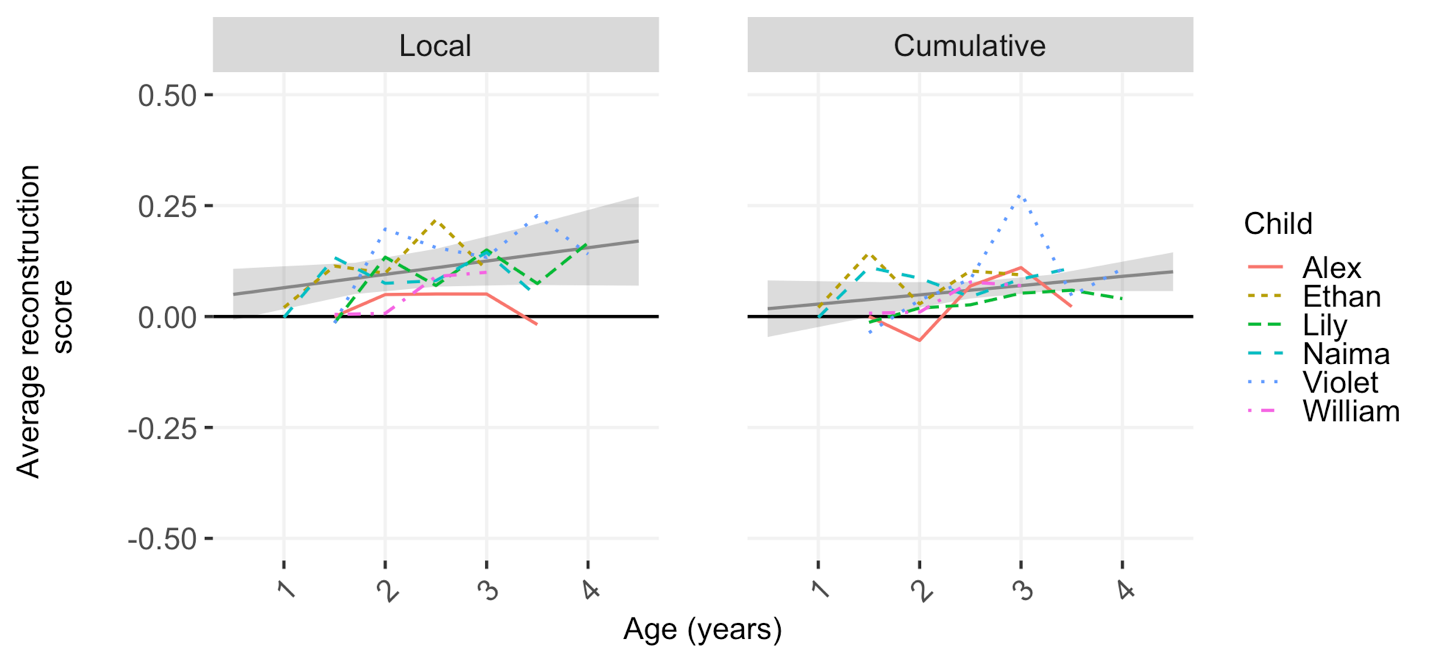 Local
Cumulative
0.50
0.25
0.00
-0.25
-0.50
Average reconstruction
score
1
2
3
4
1
2
3
4
Age (years)
Child
Alex
Ethan
Lily
Naima
Violet
William